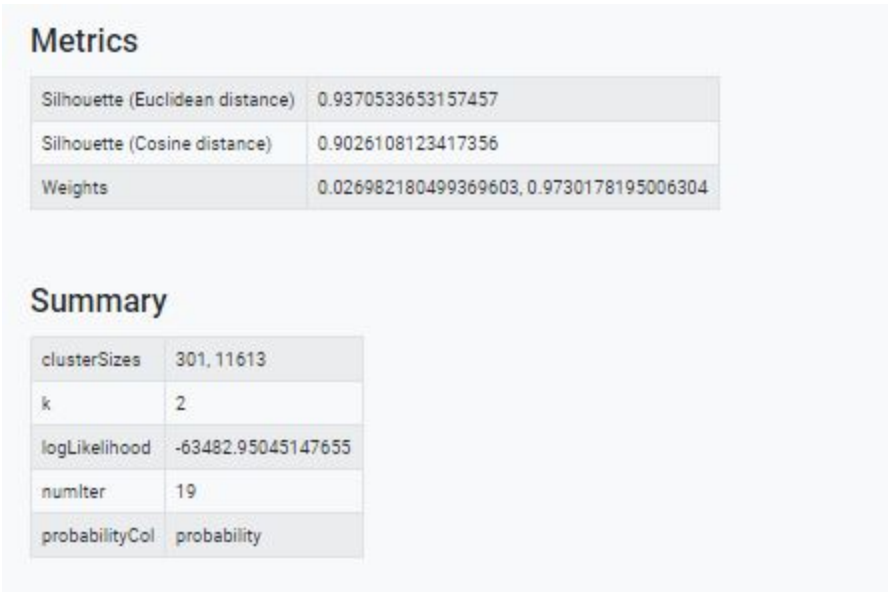 Metrics
Silhouette (Euclidean distance) 0.9370533653157457
Silhouette (Cosine distance) 0.9026108123417356
Weights 0.026982180499369603, 0.9730178195006304
Summary
clusterSizes 301, 11613
k 2
logLikelihood -63482.95045147655
numIter 19
probabilityCol probability